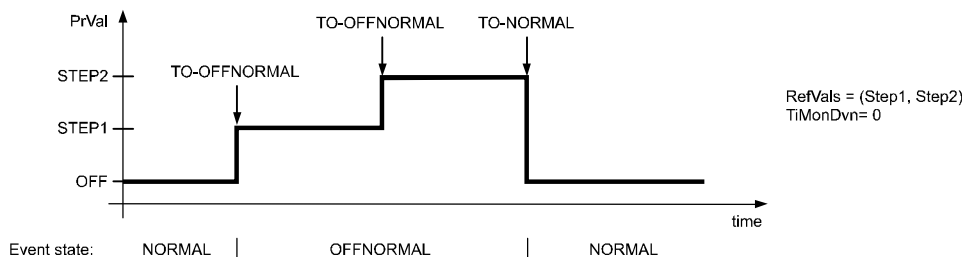 PrVal
TO-OFFNORMAL
TO-NORMAL
TO-OFFNORMAL
STEP2
RefVals = (Step1, Step2)
TiMonDvn= 0
STEP1
OFF
time
Event state: NORMAL OFFNORMAL NORMAL